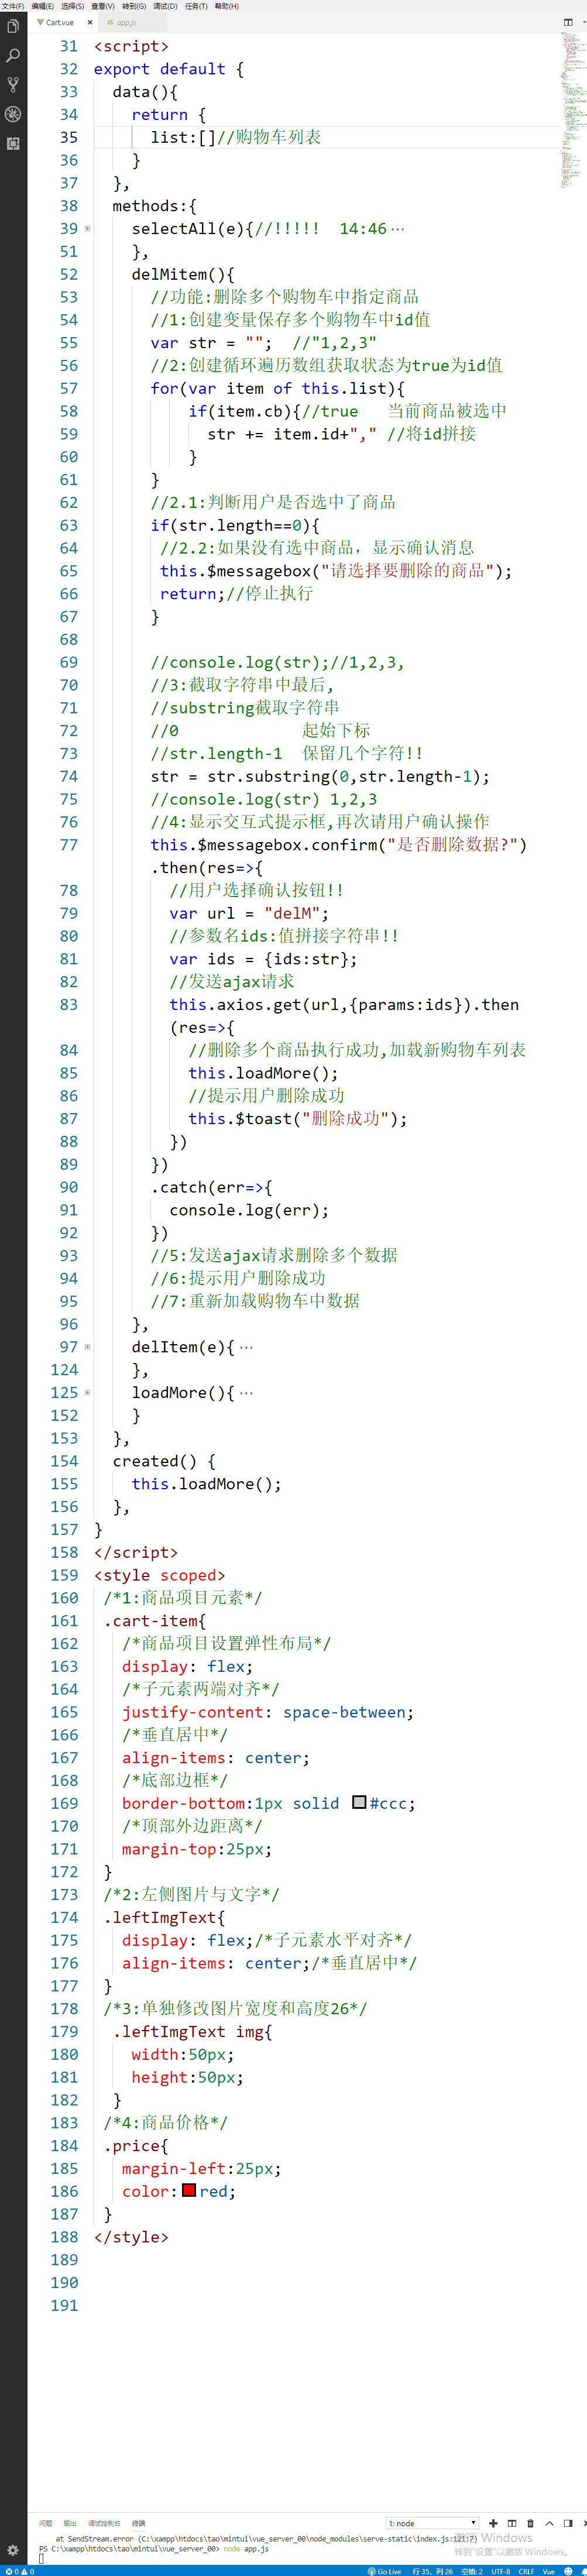 文件(F) 编辑(E) 选择(S) 查看(V) 转到(G) 调试(D) 任务(T) 帮助(H)
Cart.vue × JS app.js
31 <script>
32 export default {
33 data(){
34 return {
35 list:[]//购物车列表
36 }
37 },
38 methods:{
39 selectAll(e){//!!!!! 14:46…
51 },
52 delMitem(){
53 //功能:删除多个购物车中指定商品
54 //1:创建变量保存多个购物车中id值
55 var str = ""; //"1,2,3"
56 //2:创建循环遍历数组获取状态为true为id值
57 for(var item of this.list){
58 if(item.cb){//true 当前商品被选中
59 str += item.id+"," //将id拼接
60 }
61 }
62 //2.1:判断用户是否选中了商品
63 if(str.length==0){
64 //2.2:如果没有选中商品，显示确认消息
65 this.$messagebox("请选择要删除的商品");
66 return;//停止执行
67 }
68
69 //console.log(str);//1,2,3,
70 //3:截取字符串中最后,
71 //substring截取字符串
72 //0 起始下标
73 //str.length-1 保留几个字符!!
74 str = str.substring(0,str.length-1);
75 //console.log(str) 1,2,3
76 //4:显示交互式提示框,再次请用户确认操作
77 this.$messagebox.confirm("是否删除数据?")
.then(res=>{
78 //用户选择确认按钮!!
79 var url = "delM";
80 //参数名ids:值拼接字符串!!
81 var ids = {ids:str};
82 //发送ajax请求
83 this.axios.get(url,{params:ids}).then
(res=>{
84 //删除多个商品执行成功,加载新购物车列表
85 this.loadMore();
86 //提示用户删除成功
87 this.$toast("删除成功");
88 })
89 })
90 .catch(err=>{
91 console.log(err);
92 })
93 //5:发送ajax请求删除多个数据
94 //6:提示用户删除成功
95 //7:重新加载购物车中数据
96 },
97 delItem(e){…
124 },
125 loadMore(){…
152 }
153 },
154 created() {
155 this.loadMore();
156 },
157 }
158 </script>
159 <style scoped>
160 /*1:商品项目元素*/
161 .cart-item{
162 /*商品项目设置弹性布局*/
163 display: flex;
164 /*子元素两端对齐*/
165 justify-content: space-between;
166 /*垂直居中*/
167 align-items: center;
168 /*底部边框*/
169 border-bottom:1px solid #ccc;
170 /*顶部外边距离*/
171 margin-top:25px;
172 }
173 /*2:左侧图片与文字*/
174 .leftImgText{
175 display: flex;/*子元素水平对齐*/
176 align-items: center;/*垂直居中*/
177 }
178 /*3:单独修改图片宽度和高度26*/
179 .leftImgText img{
180 width:50px;
181 height:50px;
182 }
183 /*4:商品价格*/
184 .price{
185 margin-left:25px;
186 color:red;
187 }
188 </style>
189
190
191
问题 输出 调试控制台 终端 1: node
at SendStream.error (C:\xampp\htdocs\tao\mintui\vue_server_00\node_modules\serve-static\index.js:121:7)
PS C:\xampp\htdocs\tao\mintui\vue_server_00> node app.js
激活 Windows
转到"设置"以激活 Windows。
0 0 Go Live 行 35，列 26 空格: 2 UTF-8 CRLF Vue